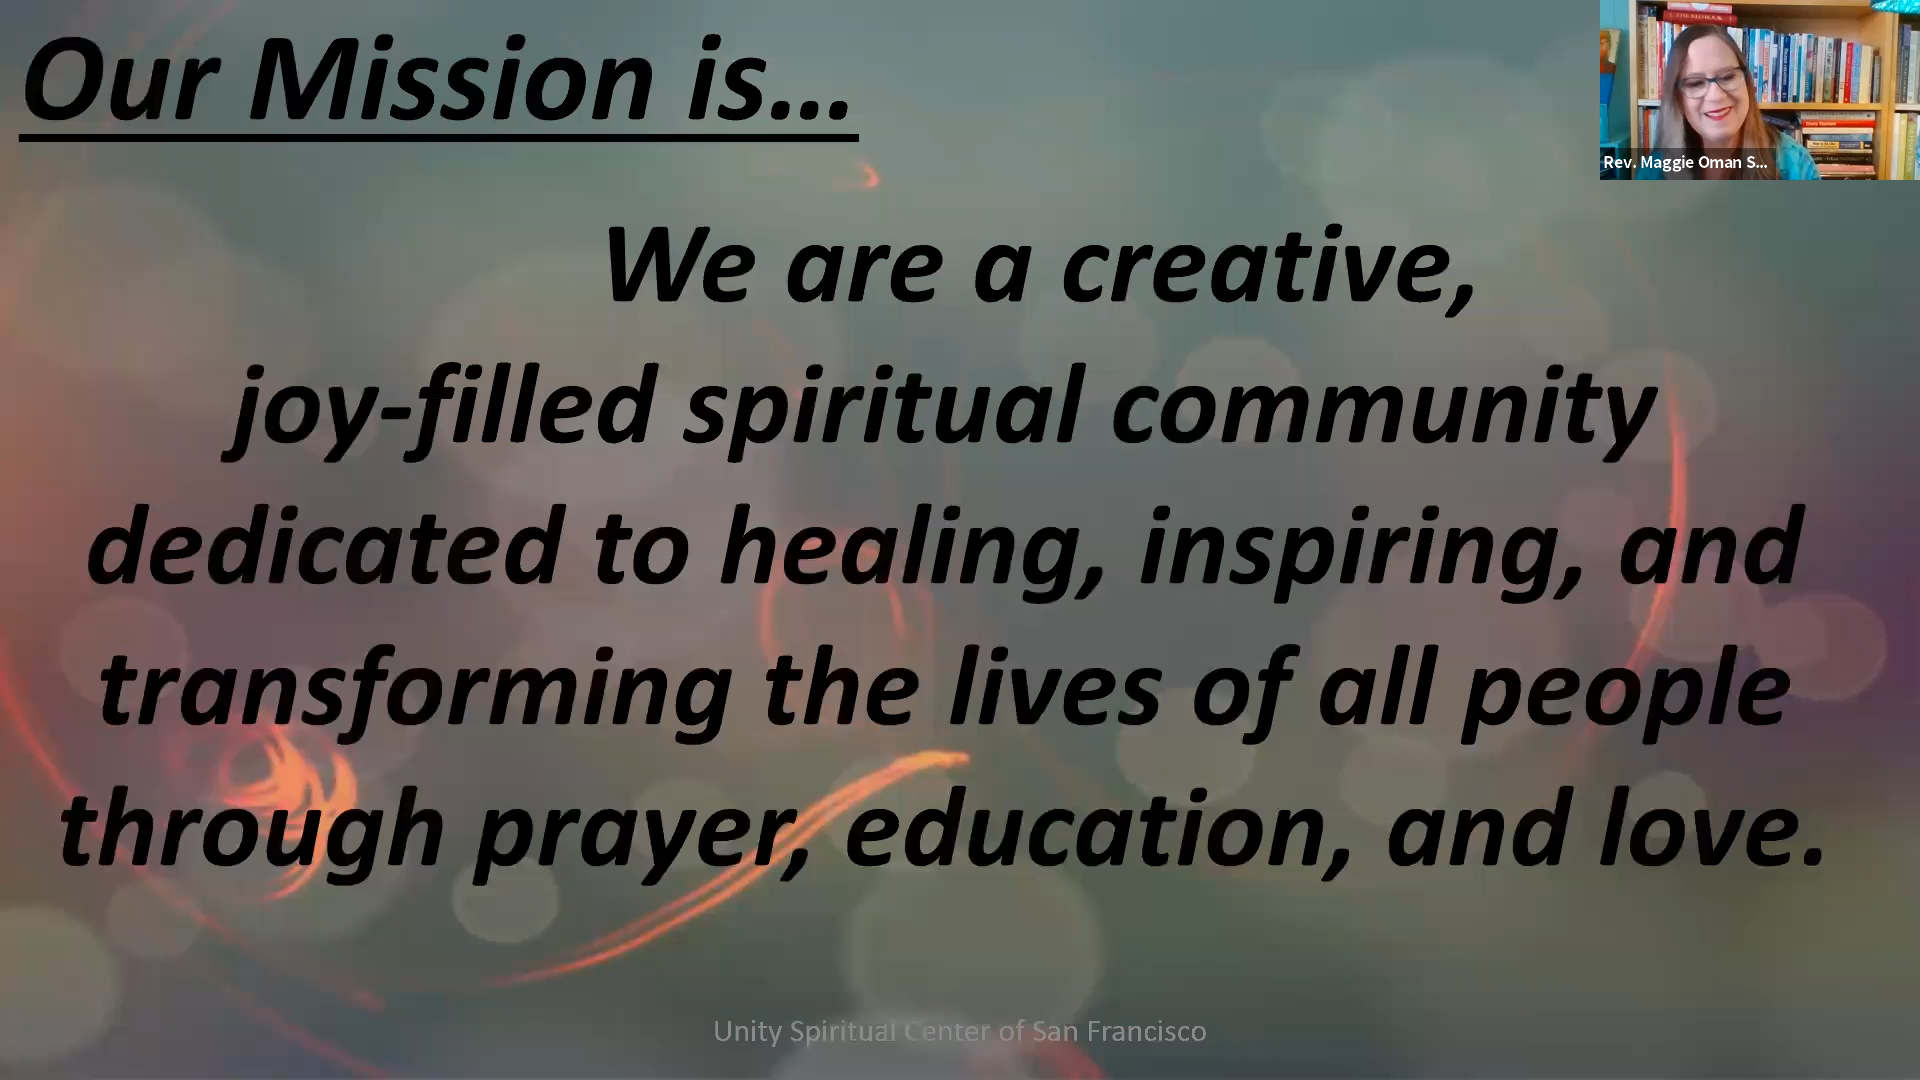 Our Mission is...
We are a creative,
joy-filled spiritual community
dedicated to healing, inspiring, and
transforming the lives of all people
through prayer, education, and love.
Unity Spiritual Center of San Francisco
Rev. Maggie Oman S...